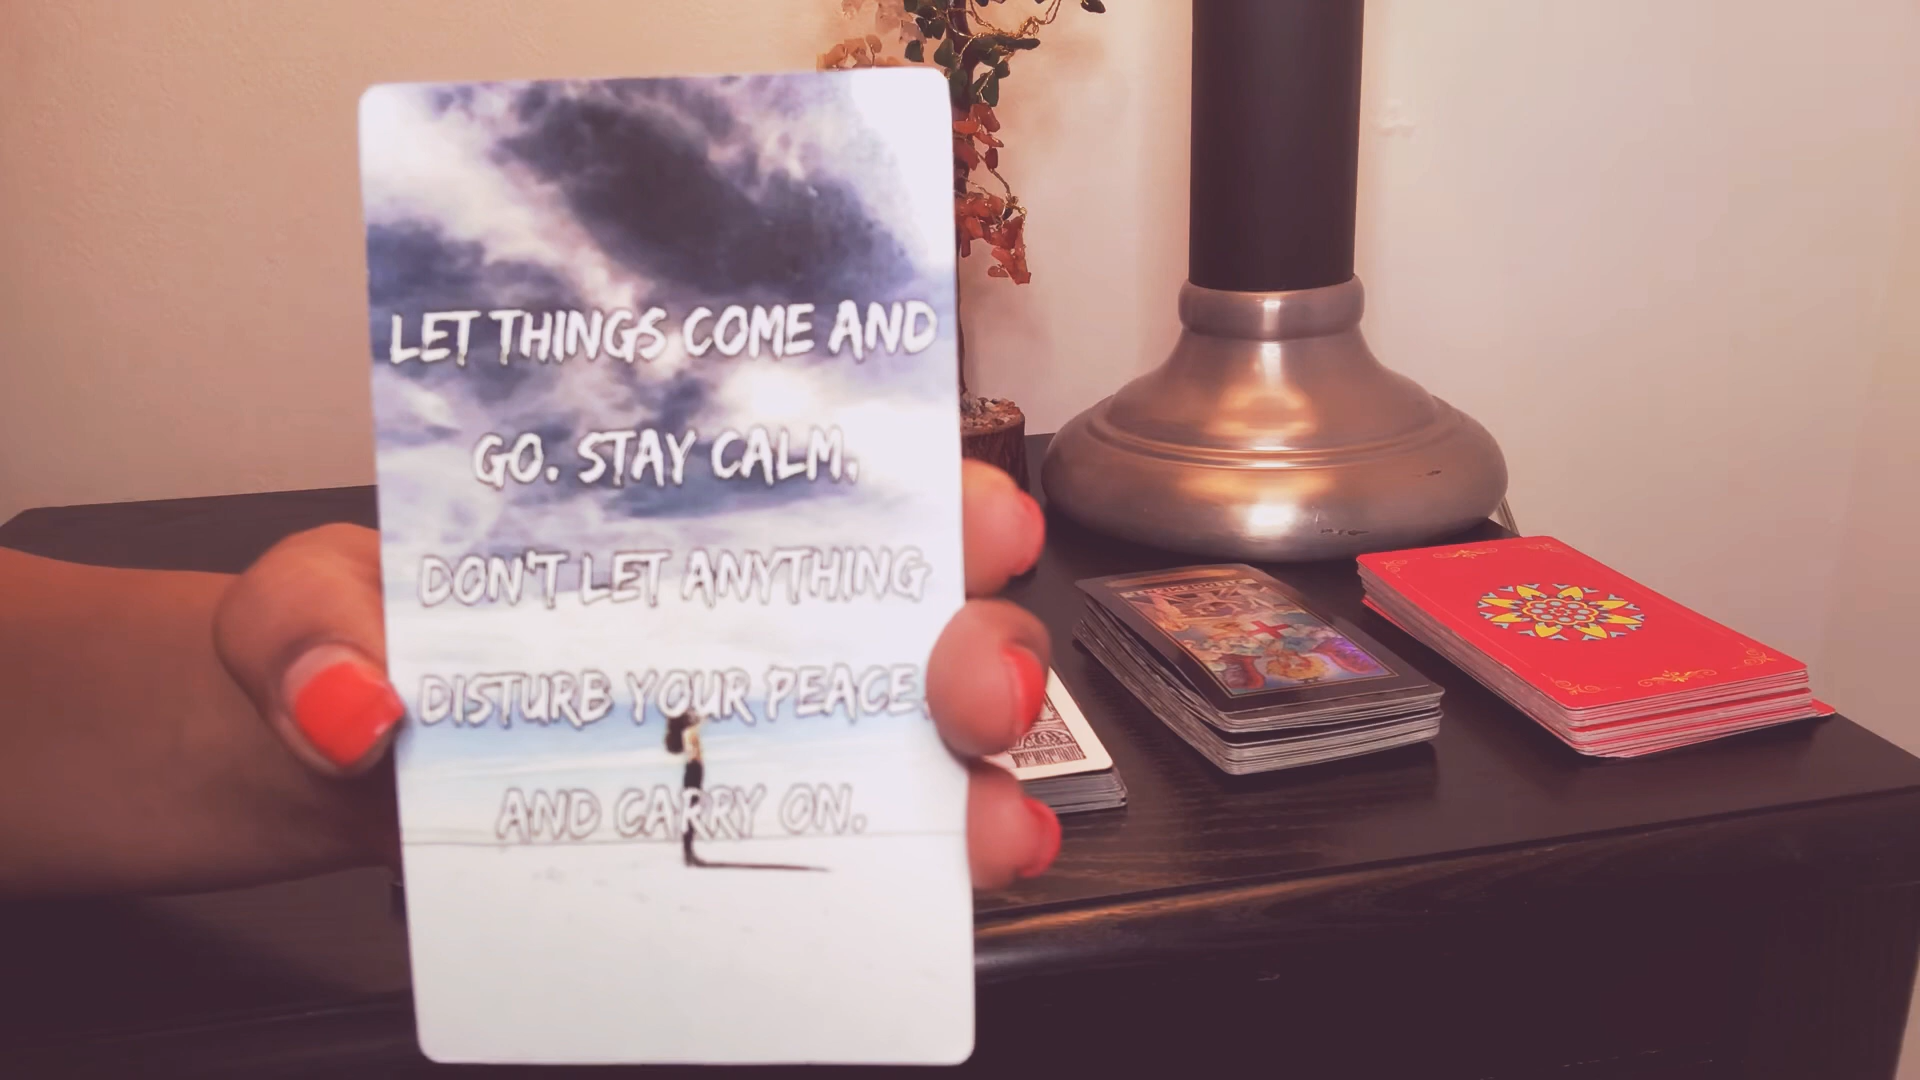 LET THINGS COME AND
GO. STAY CALM.
DON'T LET ANYTHING
DISTURB YOUR PEACE.
AND CARRY ON.